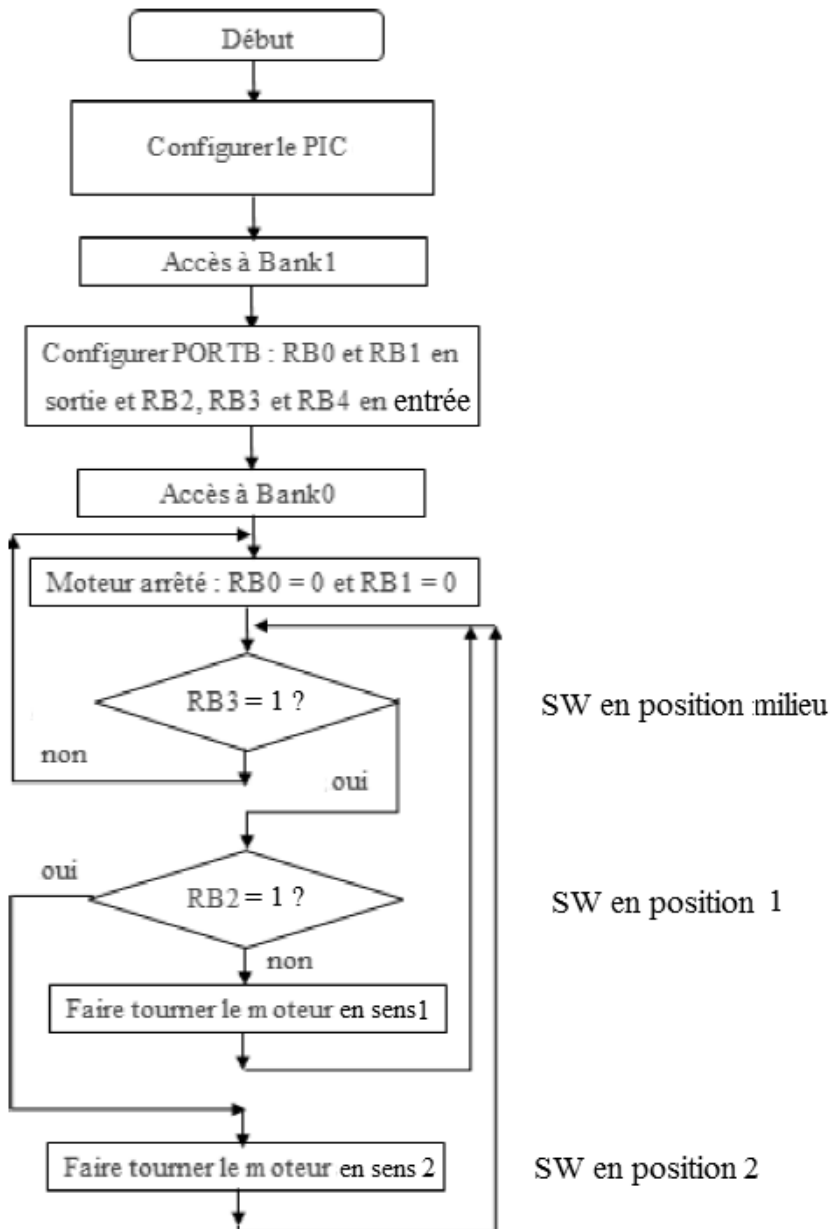 Début
Configurer le PIC
Accès à Bank1
Configurer PORTB : RB0 et RB1 en
sortie et RB2, RB3 et RB4 en entrée
Accès à Bank0
Moteur arrêté : RB0 = 0 et RB1 = 0
RB3 = 1 ?
SW en position milieu
non
oui
oui
RB2 = 1 ?
SW en position 1
non
Faire tourner le moteur en sens1
Faire tourner le moteur en sens 2
SW en position 2